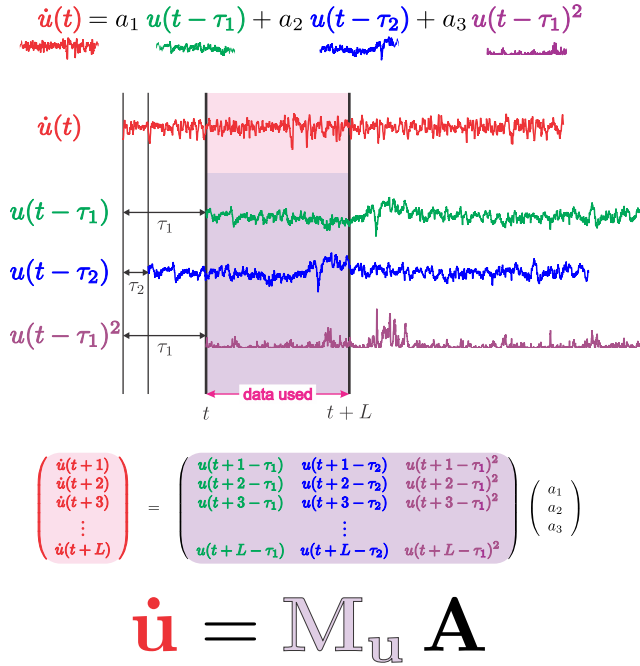 u̇(t) = a₁ u(t − τ₁) + a₂ u(t − τ₂) + a₃ u(t − τ₁)²
u̇(t)
u(t − τ₁)
τ₁
u(t − τ₂)
τ₂
u(t − τ₁)²
τ₁
data used
t t + L
u̇(t + 1) u(t + 1 − τ₁) u(t + 1 − τ₂) u(t + 1 − τ₁)²
u̇(t + 2) u(t + 2 − τ₁) u(t + 2 − τ₂) u(t + 2 − τ₁)² a₁
u̇(t + 3) = u(t + 3 − τ₁) u(t + 3 − τ₂) u(t + 3 − τ₁)² a₂
⋮ ⋮ a₃
u̇(t + L) u(t + L − τ₁) u(t + L − τ₂) u(t + L − τ₁)²
u̇ = Mᵤ A